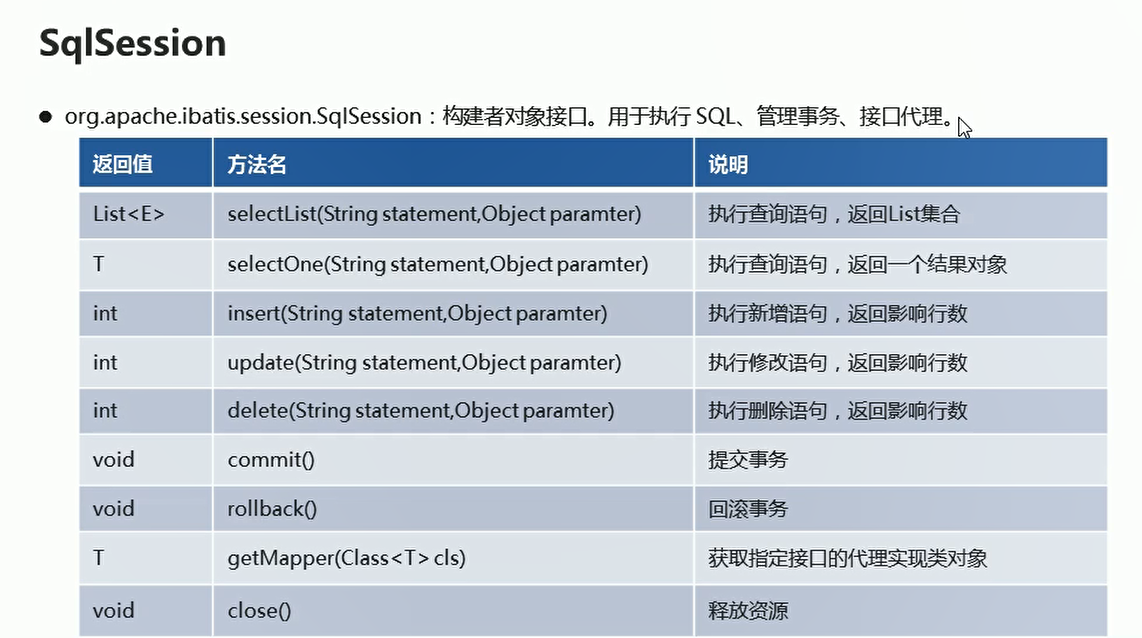 SqlSession
● org.apache.ibatis.session.SqlSession：构建者对象接口。用于执行 SQL、管理事务、接口代理。
返回值 方法名 说明
List<E> selectList(String statement,Object paramter) 执行查询语句，返回List集合
T selectOne(String statement,Object paramter) 执行查询语句，返回一个结果对象
int insert(String statement,Object paramter) 执行新增语句，返回影响行数
int update(String statement,Object paramter) 执行修改语句，返回影响行数
int delete(String statement,Object paramter) 执行删除语句，返回影响行数
void commit() 提交事务
void rollback() 回滚事务
T getMapper(Class<T> cls) 获取指定接口的代理实现类对象
void close() 释放资源